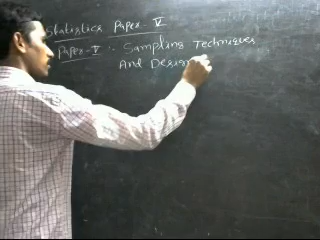 Statistics Paper - V
Paper - V :- Sampling Techniques
And Design